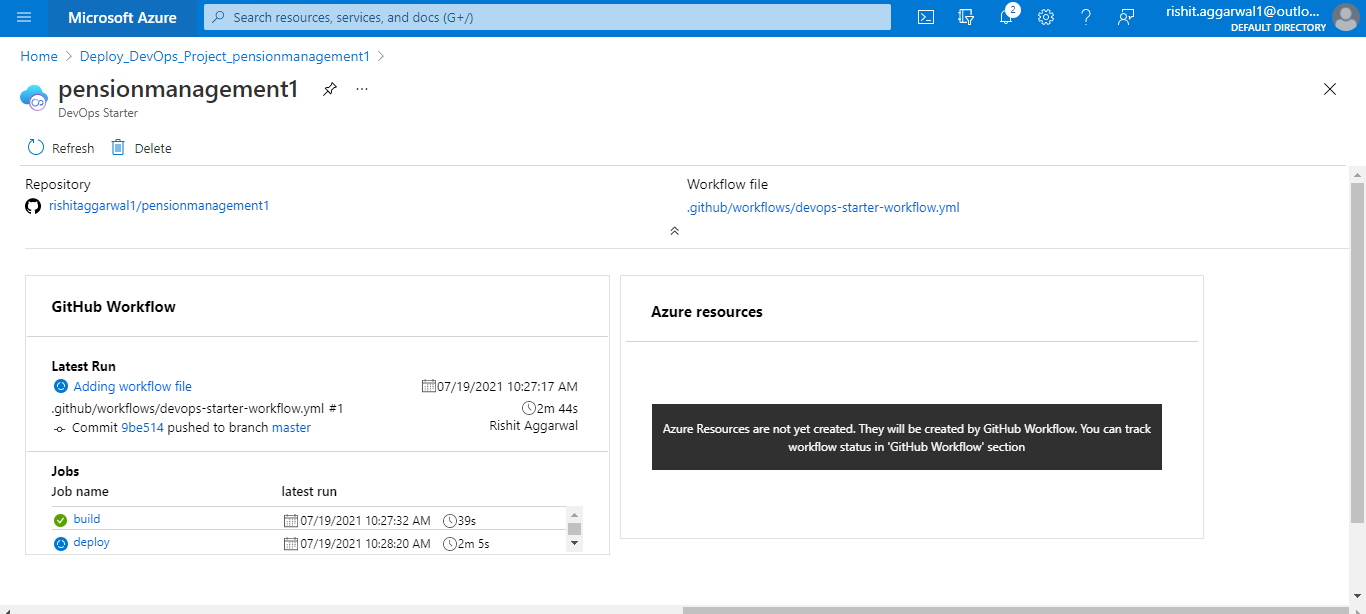 Microsoft Azure
Search resources, services, and docs (G+/)
2
rishit.aggarwal1@outlo...
DEFAULT DIRECTORY
Home > Deploy_DevOps_Project_pensionmanagement1 >
pensionmanagement1
DevOps Starter
Refresh
Delete
Repository
rishitaggarwal1/pensionmanagement1
Workflow file
.github/workflows/devops-starter-workflow.yml
GitHub Workflow
Latest Run
Adding workflow file 07/19/2021 10:27:17 AM
.github/workflows/devops-starter-workflow.yml #1 2m 44s
Commit 9be514 pushed to branch master Rishit Aggarwal
Jobs
Job name latest run
build 07/19/2021 10:27:32 AM 39s
deploy 07/19/2021 10:28:20 AM 2m 5s
Azure resources
Azure Resources are not yet created. They will be created by GitHub Workflow. You can track
workflow status in 'GitHub Workflow' section